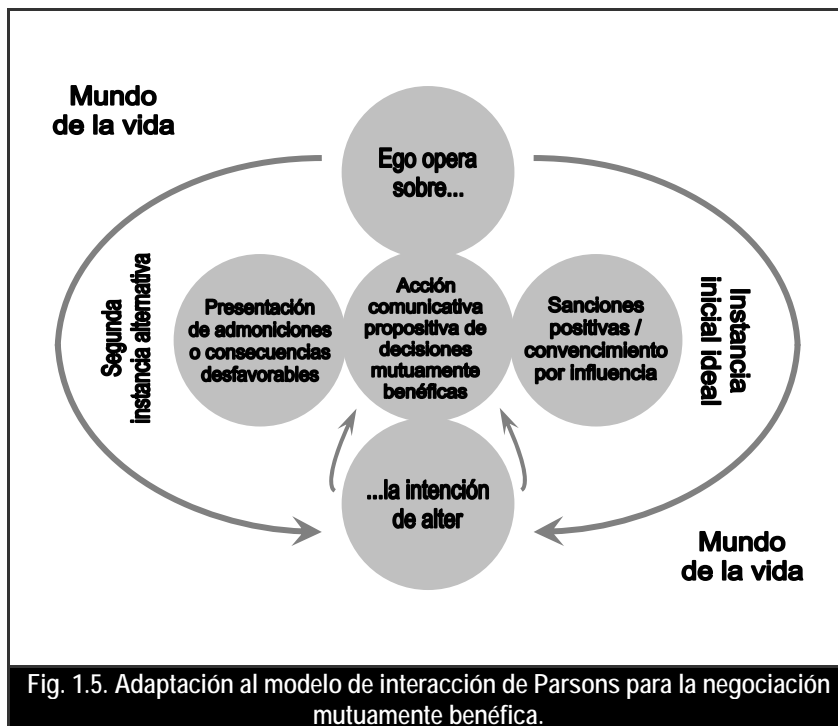 Mundo
de la vida
Ego opera
sobre...
Segunda
instancia alternativa
Presentación
de admoniciones
o consecuencias
desfavorables
Acción
comunicativa
propositiva de
decisiones
mutuamente
benéficas
Sanciones
positivas /
convencimiento
por influencia
Instancia
inicial ideal
...la intención
de alter
Mundo
de la vida
Fig. 1.5. Adaptación al modelo de interacción de Parsons para la negociación
mutuamente benéfica.